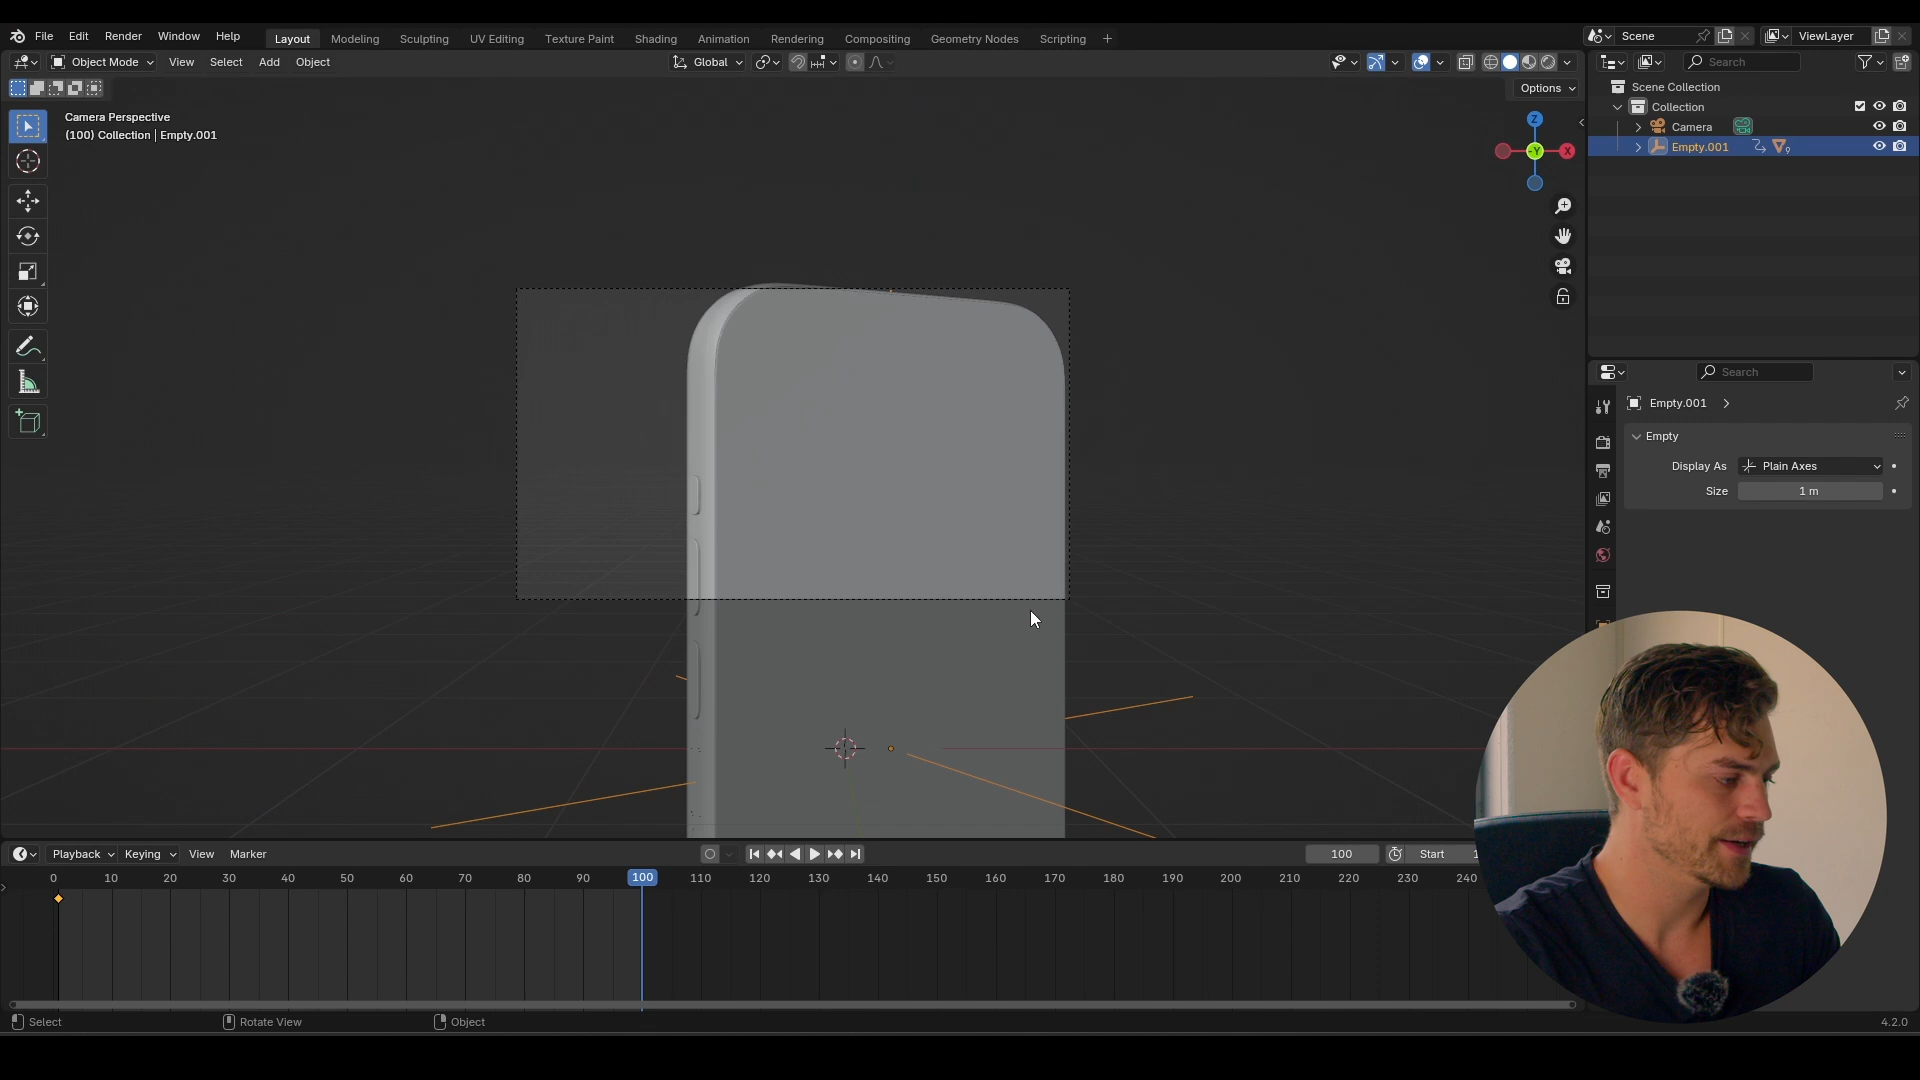 File Edit Render Window Help Layout Modeling Sculpting UV Editing Texture Paint Shading Animation Rendering Compositing Geometry Nodes Scripting + Scene ViewLayer
Object Mode View Select Add Object Global Search
Options
Camera Perspective
(100) Collection | Empty.001
Z
-Y X
Scene Collection
Collection
Camera
Empty.001 9
Search
Empty.001
Empty
Display As Plain Axes
Size 1 m
Playback Keying View Marker 100 Start 1
0 10 20 30 40 50 60 70 80 90 100 110 120 130 140 150 160 170 180 190 200 210 220 230 240
Select Rotate View Object 4.2.0